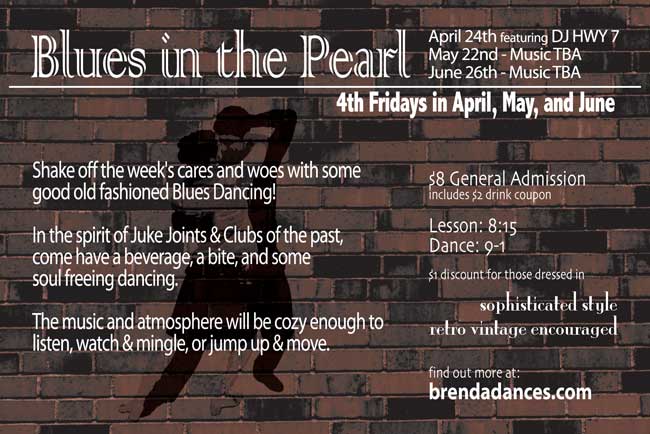 Blues in the Pearl
April 24th featuring DJ HWY 7
May 22nd - Music TBA
June 26th - Music TBA
4th Fridays in April, May, and June
Shake off the week's cares and woes with some
good old fashioned Blues Dancing!
In the spirit of Juke Joints & Clubs of the past,
come have a beverage, a bite, and some
soul freeing dancing.
The music and atmosphere will be cozy enough to
listen, watch & mingle, or jump up & move.
$8 General Admission
includes $2 drink coupon
Lesson: 8:15
Dance: 9-1
$1 discount for those dressed in
sophisticated style
retro vintage encouraged
find out more at:
brendadances.com